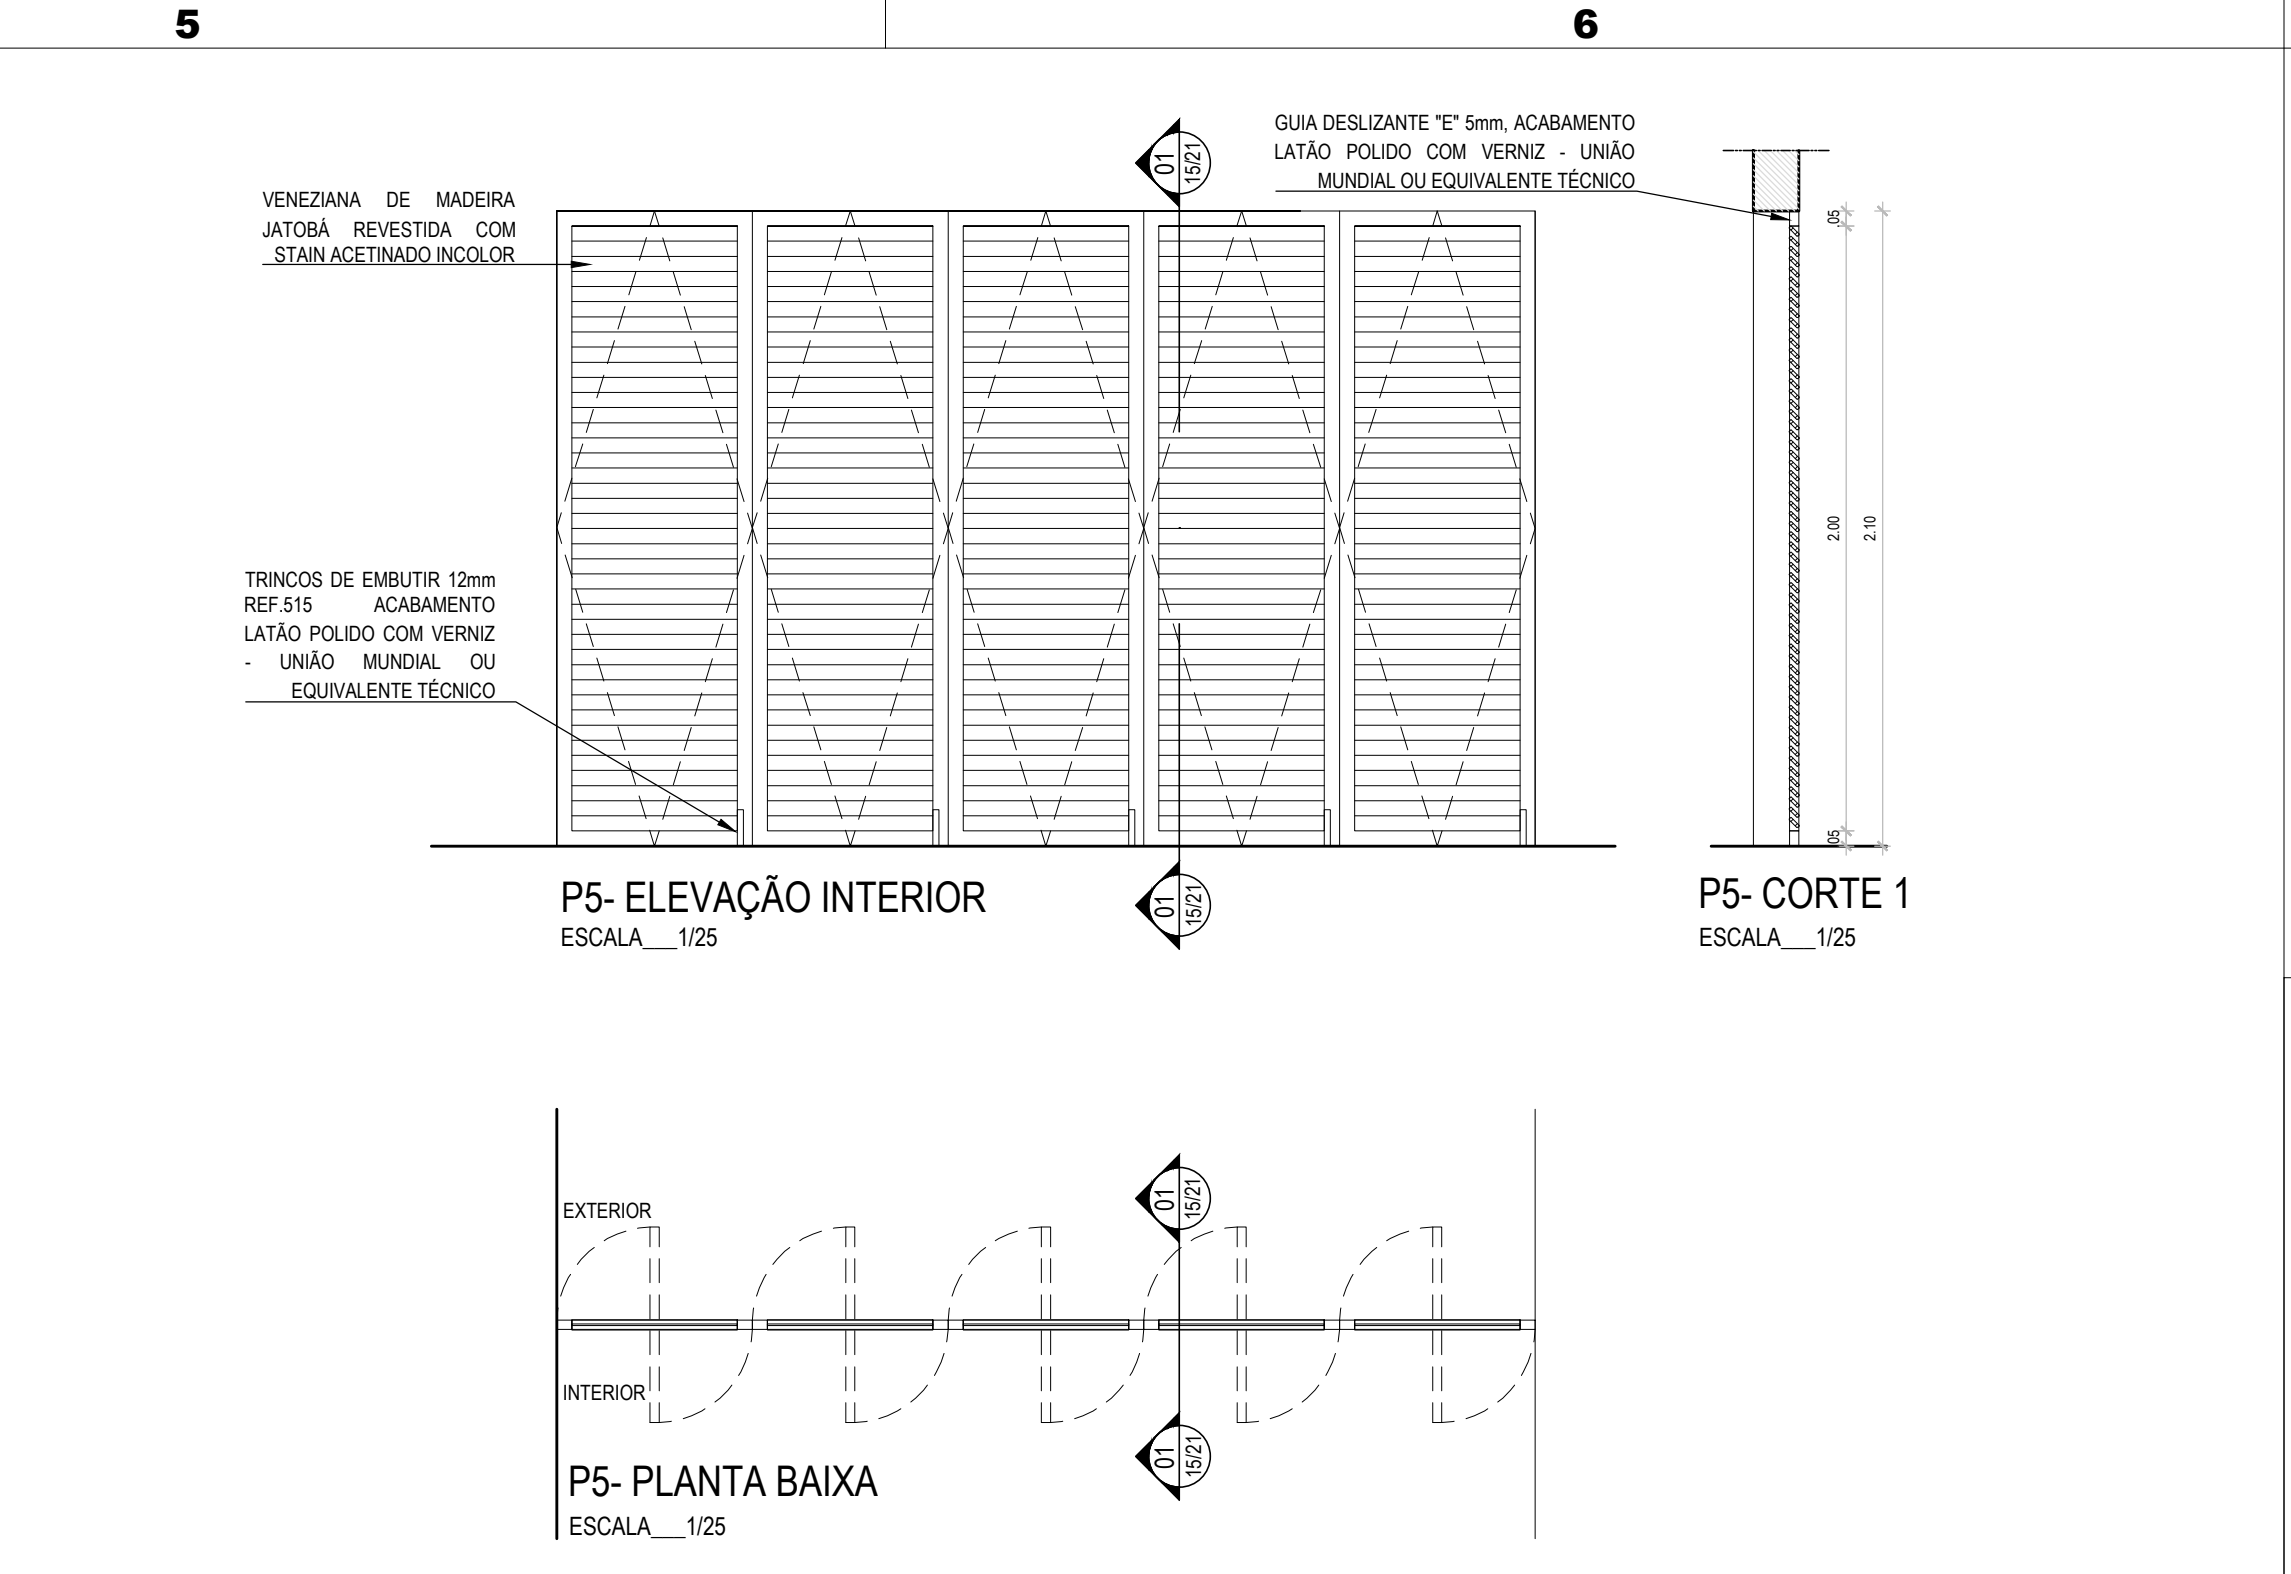 5
6
GUIA DESLIZANTE "E" 5mm, ACABAMENTO
LATÃO POLIDO COM VERNIZ - UNIÃO
MUNDIAL OU EQUIVALENTE TÉCNICO
01
15/21
VENEZIANA DE MADEIRA
JATOBÁ REVESTIDA COM
STAIN ACETINADO INCOLOR
.05
2.00
2.10
TRINCOS DE EMBUTIR 12mm
REF.515 ACABAMENTO
LATÃO POLIDO COM VERNIZ
- UNIÃO MUNDIAL OU
EQUIVALENTE TÉCNICO
.05
P5- ELEVAÇÃO INTERIOR
ESCALA___1/25
01
15/21
P5- CORTE 1
ESCALA___1/25
01
15/21
EXTERIOR
INTERIOR
01
15/21
P5- PLANTA BAIXA
ESCALA___1/25